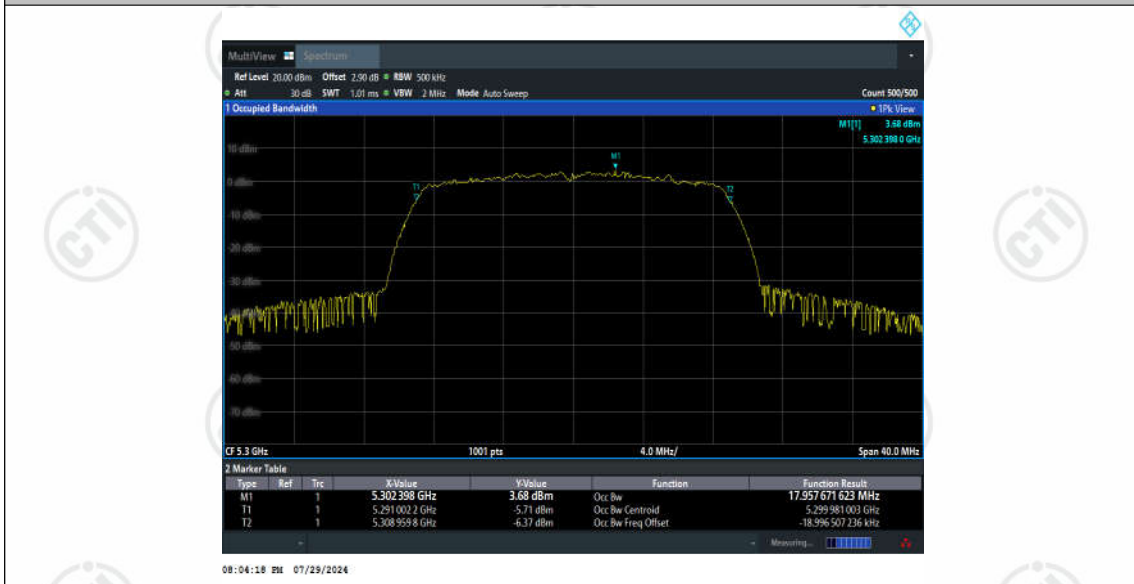 MultiView Spectrum
Ref Level 20.00 dBm Offset 2.90 dB RBW 500 kHz
Att 30 dB SWT 1.01 ms VBW 2 MHz Mode Auto Sweep Count 500/500
1 Occupied Bandwidth 1Pk View
M1[1] 3.68 dBm
5.302 398 0 GHz
10 dBm
M1
0 dBm
T1
T2
-10 dBm
-20 dBm
-30 dBm
-40 dBm
-50 dBm
-60 dBm
-70 dBm
CF 5.3 GHz 1001 pts 4.0 MHz/ Span 40.0 MHz
2 Marker Table
Type Ref Trc X-Value Y-Value Function Function Result
M1 1 5.302 398 GHz 3.68 dBm Occ Bw 17.957 671 623 MHz
T1 1 5.291 002 2 GHz -5.71 dBm Occ Bw Centroid 5.299 981 003 GHz
T2 1 5.308 959 8 GHz -6.37 dBm Occ Bw Freq Offset -18.996 507 236 kHz
Measuring...
08:04:18 PM 07/29/2024
CTI
CTI